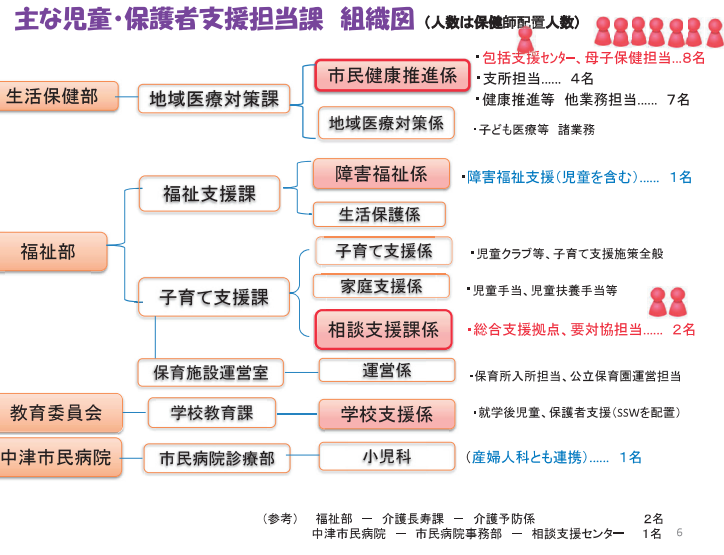 主な児童・保護者支援担当課　組織図（人数は保健師配置人数）
生活保健部
地域医療対策課
市民健康推進係
・包括支援センター、母子保健担当…8名
・支所担当……　４名
・健康推進等　他業務担当……　７名
地域医療対策係
・子ども医療等　諸業務
福祉部
福祉支援課
障害福祉係
・障害福祉支援（児童を含む）……　１名
生活保護係
子育て支援課
子育て支援係
・児童クラブ等、子育て支援施策全般
家庭支援係
・児童手当、児童扶養手当等
相談支援課係
・総合支援拠点、要対協担当……　２名
保育施設運営室
運営係
・保育所入所担当、公立保育園運営担当
教育委員会
学校教育課
学校支援係
・就学後児童、保護者支援（SSWを配置）
中津市民病院
市民病院診療部
小児科
（産婦人科とも連携）……　１名
（参考）　福祉部　－　介護長寿課　－　介護予防係　２名
中津市民病院　－　市民病院事務部　－　相談支援センター　１名
6